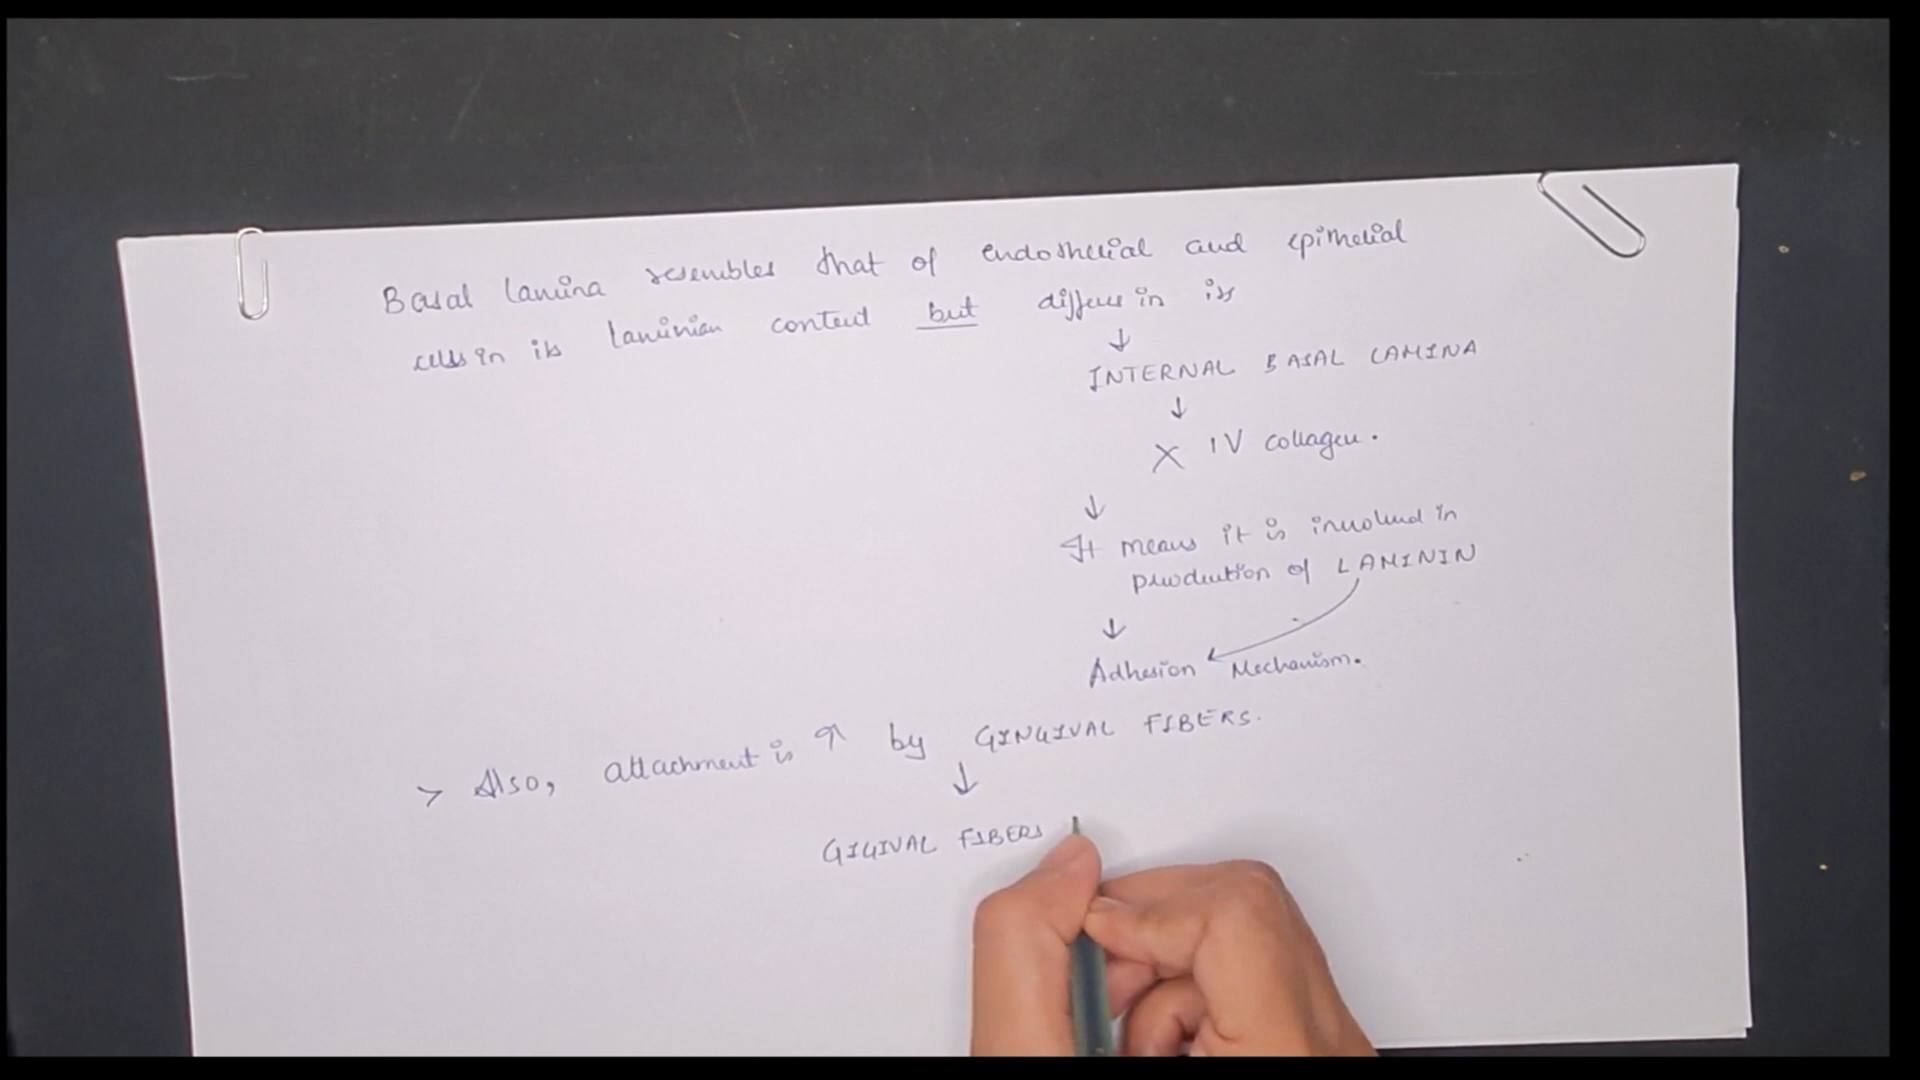 Basal lamina resembles that of endothelial and epithelial
cells in its laminian content but differs in its
↓
INTERNAL BASAL LAMINA
↓
X IV collagen.
↓
It means it is involved in
production of LAMININ
↓
Adhesion Mechanism.
> Also, attachment is ↑ by GINGIVAL FIBERS.
↓
GIGIVAL FIBERS